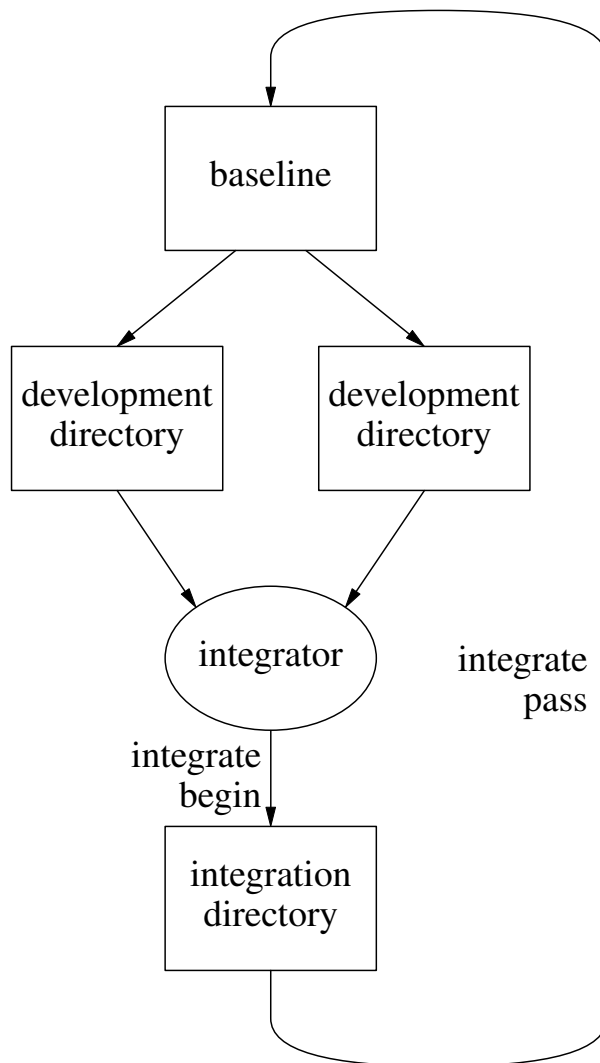 baseline
development
directory
development
directory
integrator
integrate
pass
integrate
begin
integration
directory